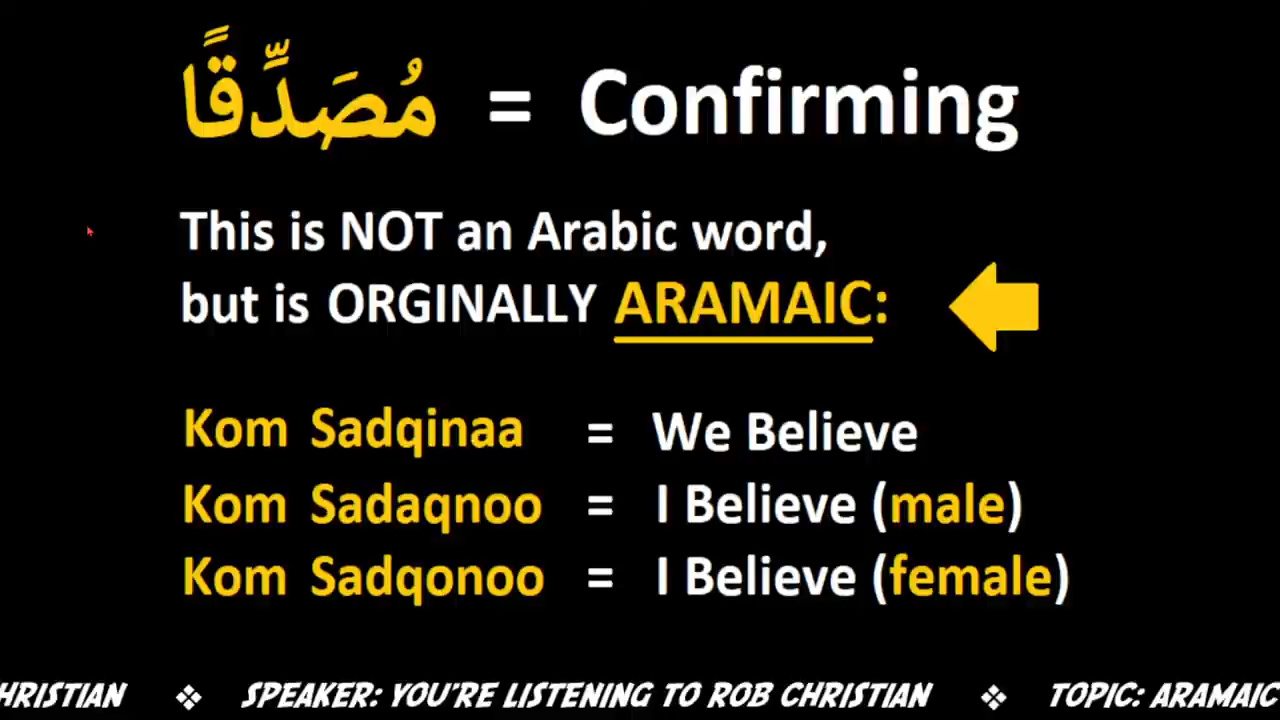 مُصَدِّقًا = Confirming
This is NOT an Arabic word,
but is ORGINALLY ARAMAIC:
Kom Sadqinaa = We Believe
Kom Sadaqnoo = I Believe (male)
Kom Sadqonoo = I Believe (female)
HRISTIAN ❖ SPEAKER: YOU'RE LISTENING TO ROB CHRISTIAN ❖ TOPIC: ARAMAIC